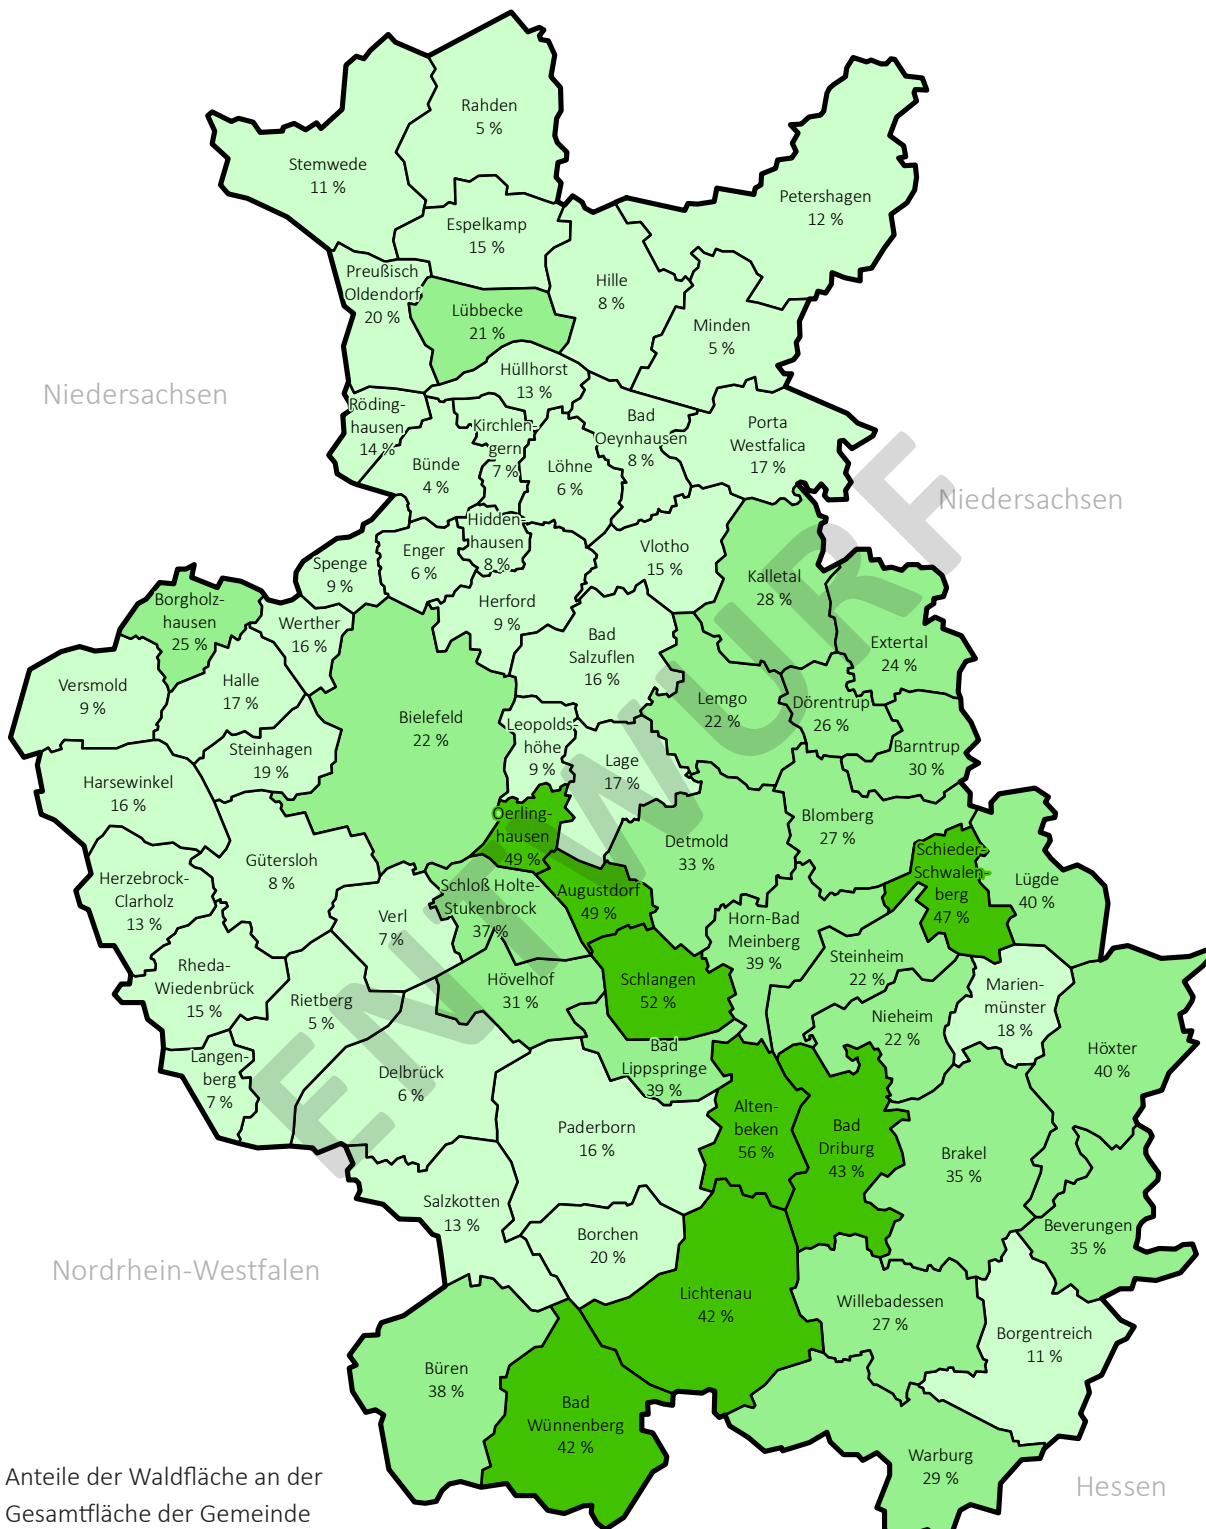 Rahden
5 %
Stemwede
11 %
Petershagen
12 %
Espelkamp
15 %
Preußisch
Oldendorf
20 %
Hille
8 %
Lübbecke
21 %
Minden
5 %
Hüllhorst
13 %
Niedersachsen
Röding-
hausen
14 %
Kirchlen-
gern
7 %
Bad
Oeynhausen
8 %
Porta
Westfalica
17 %
Bünde
4 %
Löhne
6 %
Niedersachsen
Hidden-
hausen
8 %
Enger
6 %
Spenge
9 %
Vlotho
15 %
Kalletal
28 %
Borgholz-
hausen
25 %
Herford
9 %
Werther
16 %
Bad
Salzuflen
16 %
Extertal
24 %
Versmold
9 %
Halle
17 %
Lemgo
22 %
Dörentrup
26 %
Bielefeld
22 %
Leopolds-
höhe
9 %
Steinhagen
19 %
Barntrup
30 %
Lage
17 %
Harsewinkel
16 %
Oerling-
hausen
49 %
Blomberg
27 %
Detmold
33 %
Schieder-
Schwalen-
berg
47 %
Gütersloh
8 %
Herzebrock-
Clarholz
13 %
Schloß Holte-
Stukenbrock
37 %
Augustdorf
49 %
Lügde
40 %
Verl
7 %
Horn-Bad
Meinberg
39 %
Steinheim
22 %
Rheda-
Wiedenbrück
15 %
Rietberg
5 %
Hövelhof
31 %
Schlangen
52 %
Marien-
münster
18 %
Nieheim
22 %
Langen-
berg
7 %
Delbrück
6 %
Bad
Lippspringe
39 %
Höxter
40 %
Alten-
beken
56 %
Bad
Driburg
43 %
Paderborn
16 %
Brakel
35 %
Salzkotten
13 %
Borchen
20 %
Beverungen
35 %
Nordrhein-Westfalen
Lichtenau
42 %
Willebadessen
27 %
Borgentreich
11 %
Büren
38 %
Bad
Wünnenberg
42 %
Warburg
29 %
Hessen
Anteile der Waldfläche an der
Gesamtfläche der Gemeinde
ENTWURF